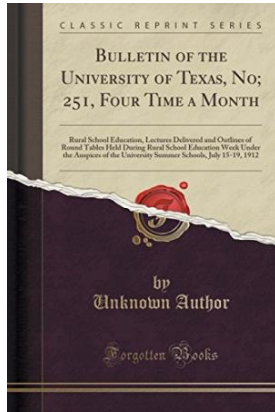 CLASSIC REPRINT SERIES
BULLETIN OF THE
UNIVERSITY OF TEXAS, NO;
251, FOUR TIME A MONTH
Rural School Education, Lectures Delivered and Outlines of
Round Tables Held During Rural School Education Week Under
the Auspices of the University Summer Schools, July 15-19, 1912
by
Unknown Author
Forgotten Books